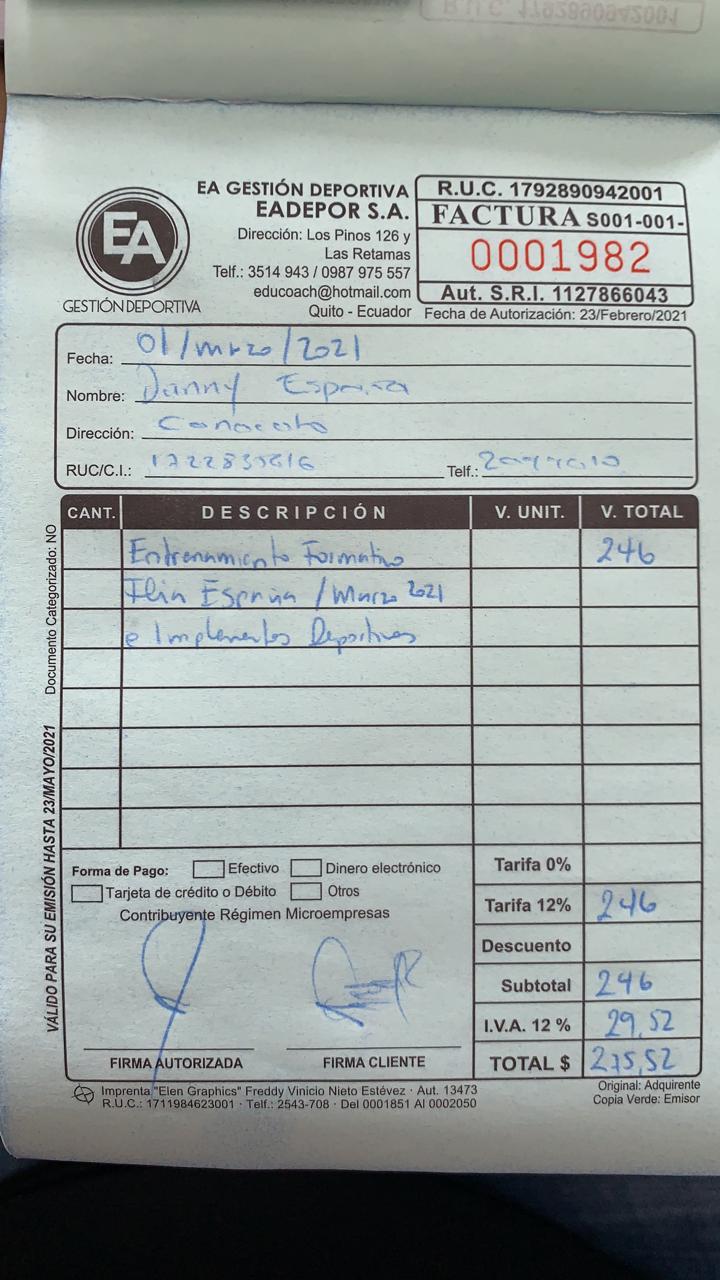 R.U.C. 1792890942001
EA
GESTIÓN DEPORTIVA
EA GESTIÓN DEPORTIVA
EADEPOR S.A.
Dirección: Los Pinos 126 y
Las Retamas
Telf.: 3514 943 / 0987 975 557
educoach@hotmail.com
Quito - Ecuador
R.U.C. 1792890942001
FACTURA S001-001-
0001982
Aut. S.R.I. 1127866043
Fecha de Autorización: 23/Febrero/2021
Fecha: 01/marzo/2021
Nombre: Danny España
Dirección: Conocoto
RUC/C.I.:
Telf.:
CANT. DESCRIPCIÓN V. UNIT. V. TOTAL
Entrenamiento Formativo 246
España / Marzo 2021
e Implementos Deportivos
Documento Categorizado: NO
VÁLIDO PARA SU EMISIÓN HASTA 23/MAYO/2021
Forma de Pago: Efectivo Dinero electrónico
Tarjeta de crédito o Débito Otros
Contribuyente Régimen Microempresas
Tarifa 0%
Tarifa 12% 246
Descuento
Subtotal 246
I.V.A. 12 % 29,52
TOTAL $ 275,52
FIRMA AUTORIZADA FIRMA CLIENTE
Imprenta "Elen Graphics" Freddy Vinicio Nieto Estévez · Aut. 13473
R.U.C.: 1711984623001 · Telf.: 2543-708 · Del 0001851 Al 0002050
Original: Adquirente
Copia Verde: Emisor